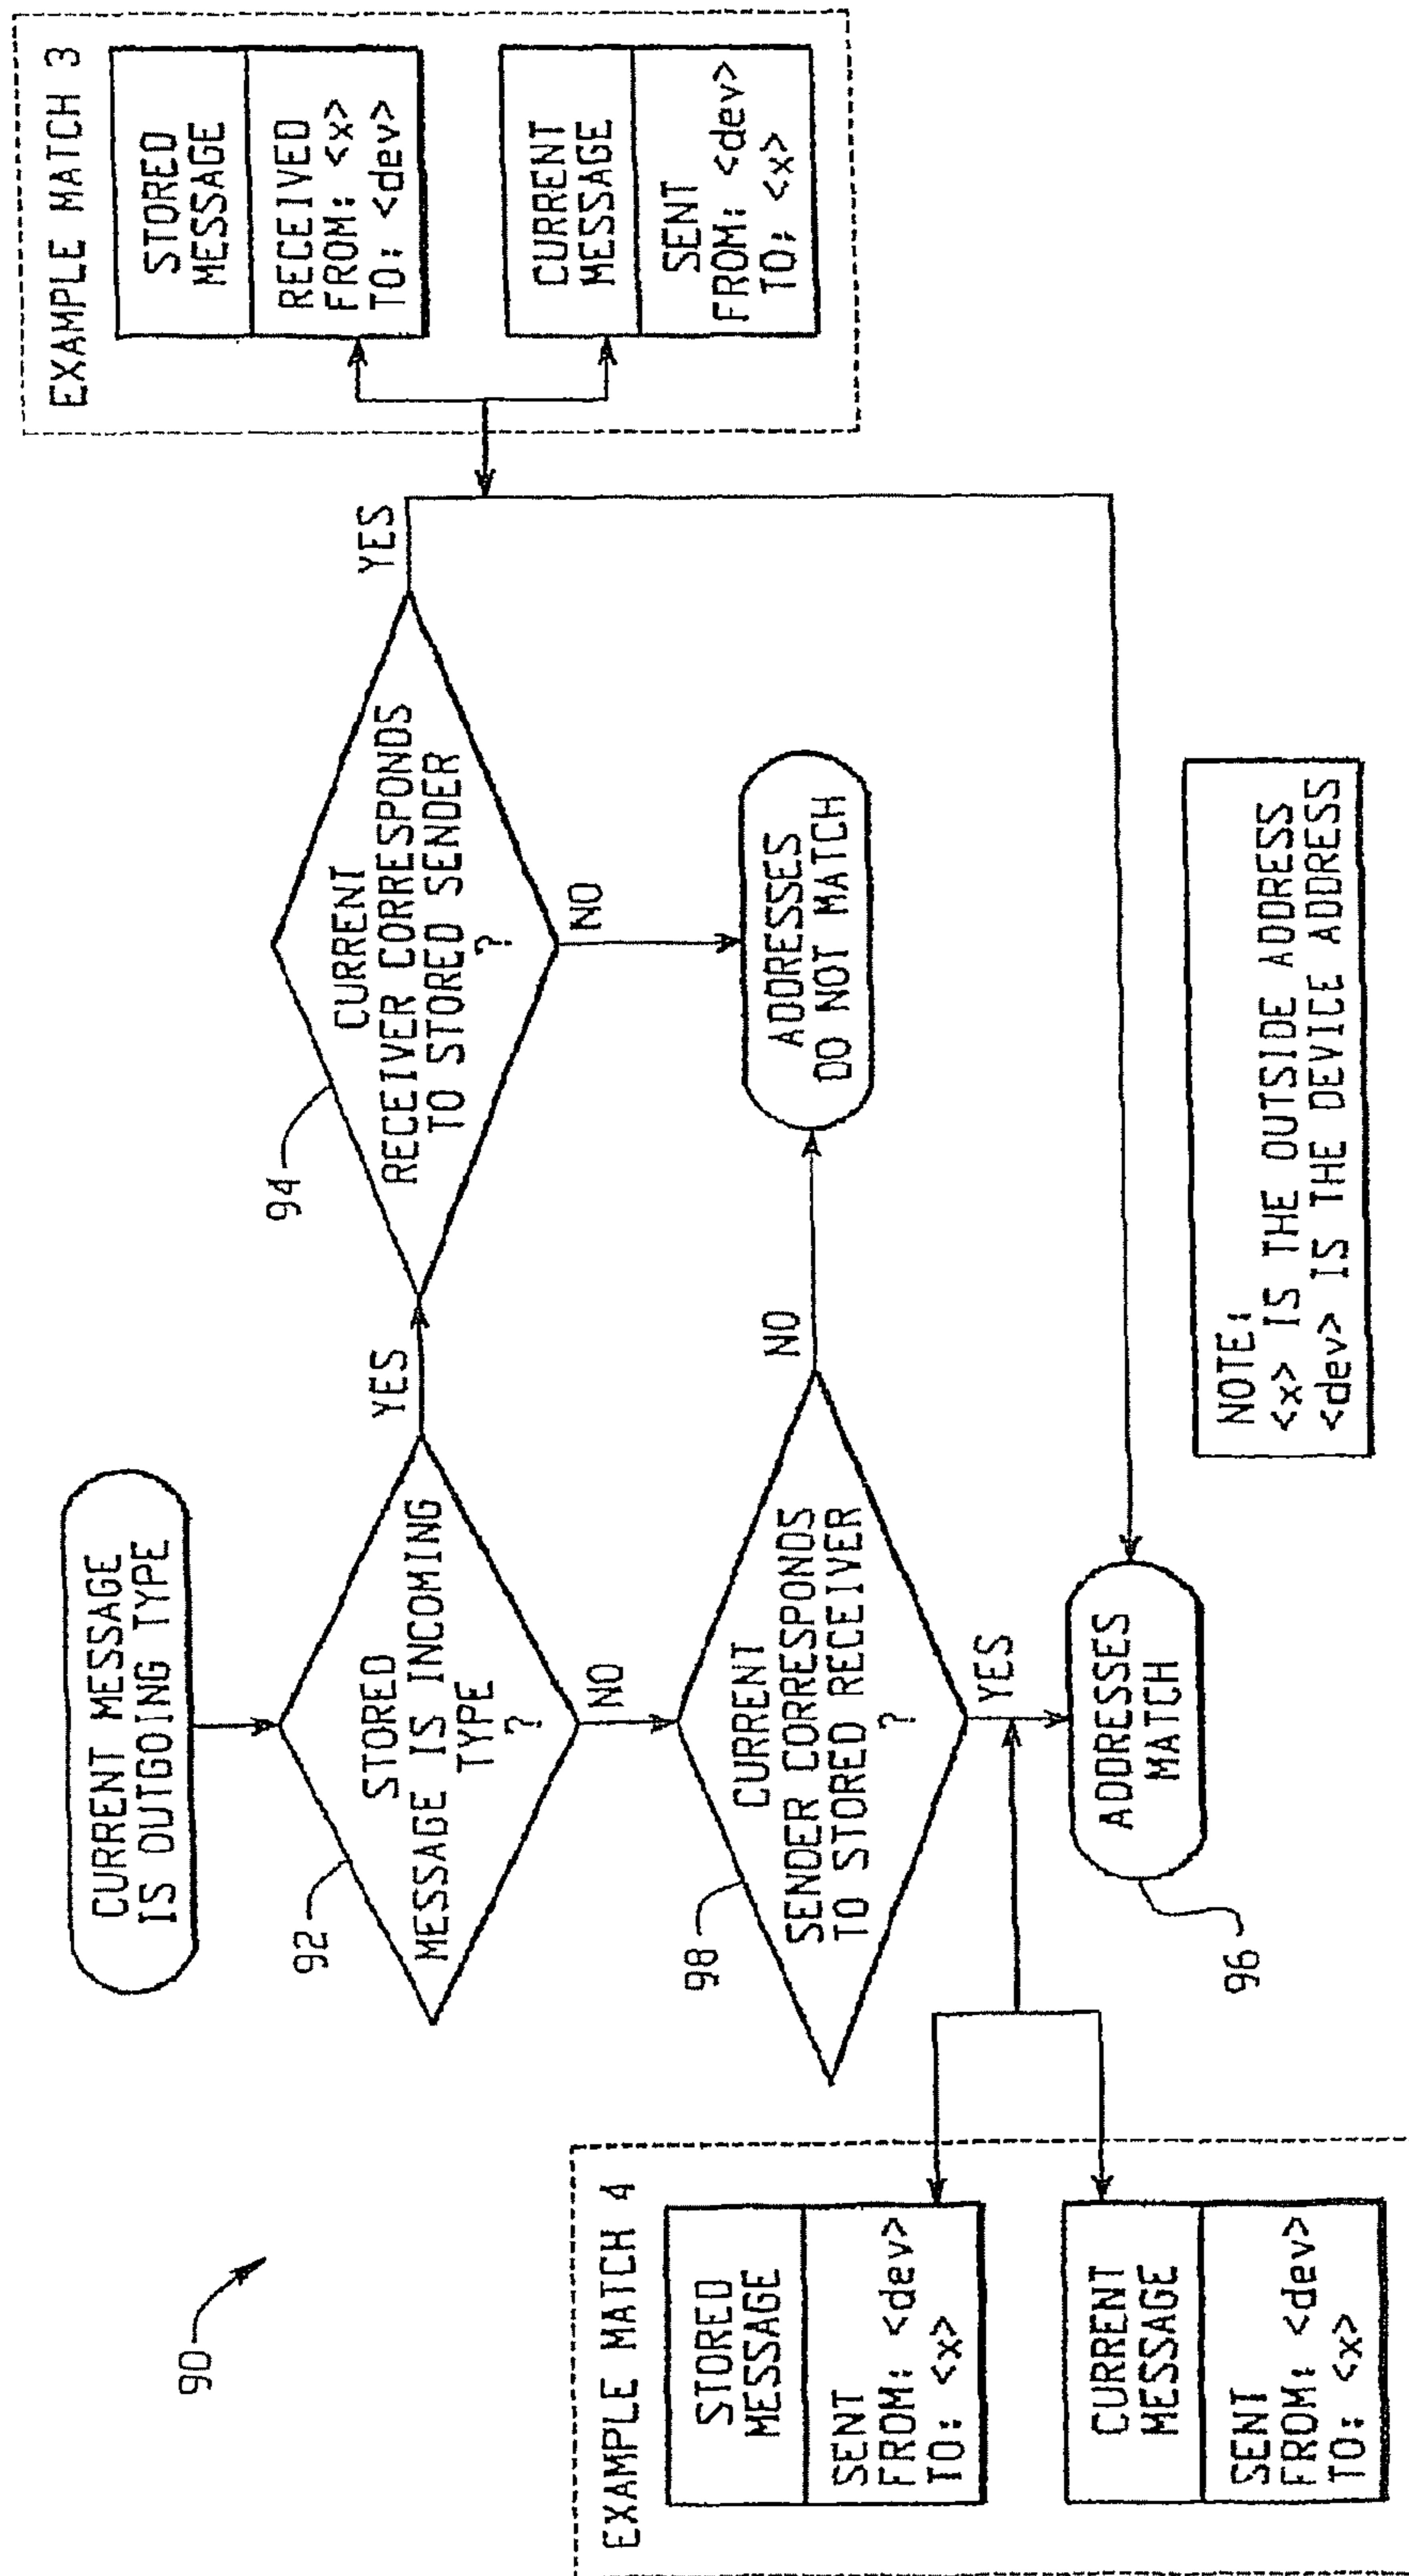 90
CURRENT MESSAGE
IS OUTGOING TYPE
92
STORED
MESSAGE IS INCOMING
TYPE
?
YES
NO
94
CURRENT
RECEIVER CORRESPONDS
TO STORED SENDER
?
YES
NO
EXAMPLE MATCH 3
STORED
MESSAGE
RECEIVED
FROM: <x>
TO: <dev>
CURRENT
MESSAGE
SENT
FROM: <dev>
TO: <x>
98
CURRENT
SENDER CORRESPONDS
TO STORED RECEIVER
?
NO
YES
ADDRESSES
DO NOT MATCH
EXAMPLE MATCH 4
STORED
MESSAGE
SENT
FROM: <dev>
TO: <x>
CURRENT
MESSAGE
SENT
FROM: <dev>
TO: <x>
ADDRESSES
MATCH
96
NOTE:
<x> IS THE OUTSIDE ADDRESS
<dev> IS THE DEVICE ADDRESS